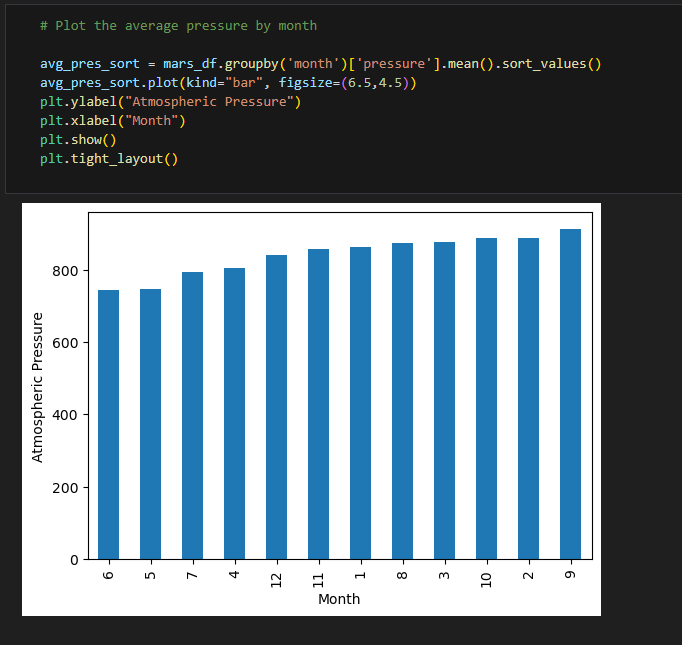 # Plot the average pressure by month
avg_pres_sort = mars_df.groupby('month')['pressure'].mean().sort_values()
avg_pres_sort.plot(kind="bar", figsize=(6.5,4.5))
plt.ylabel("Atmospheric Pressure")
plt.xlabel("Month")
plt.show()
plt.tight_layout()
800
600
400
200
0
Atmospheric Pressure
6 5 7 4 12 11 1 8 3 10 2 9
Month